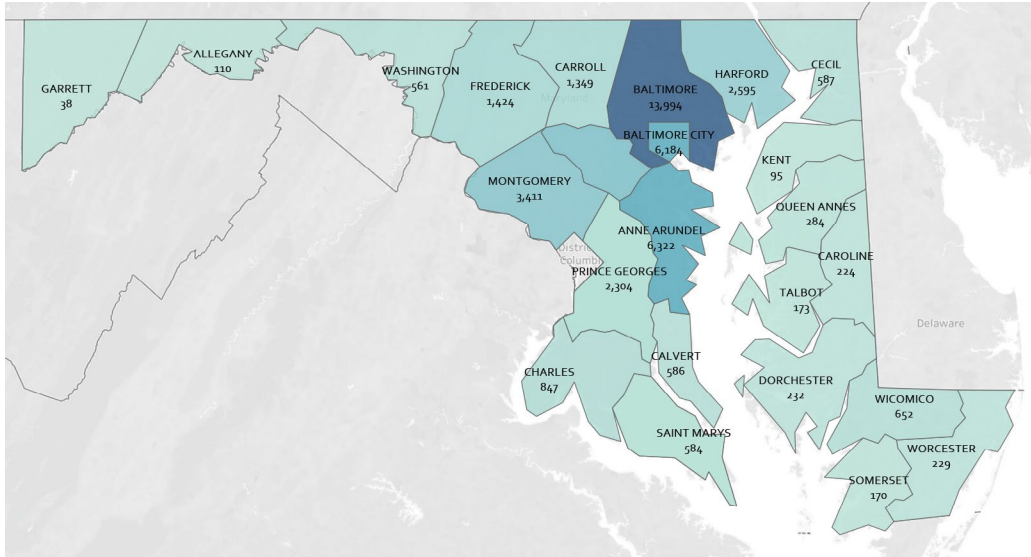 ALLEGANY
110
GARRETT
38
WASHINGTON
561
FREDERICK
1,424
CARROLL
1,349
Maryland
BALTIMORE
13,994
HARFORD
2,595
CECIL
587
BALTIMORE CITY
6,184
KENT
95
MONTGOMERY
3,411
QUEEN ANNES
284
ANNE ARUNDEL
6,322
District
Columbia
PRINCE GEORGES
2,304
CAROLINE
224
TALBOT
173
Delaware
CHARLES
847
CALVERT
586
DORCHESTER
232
WICOMICO
652
SAINT MARYS
584
WORCESTER
229
SOMERSET
170